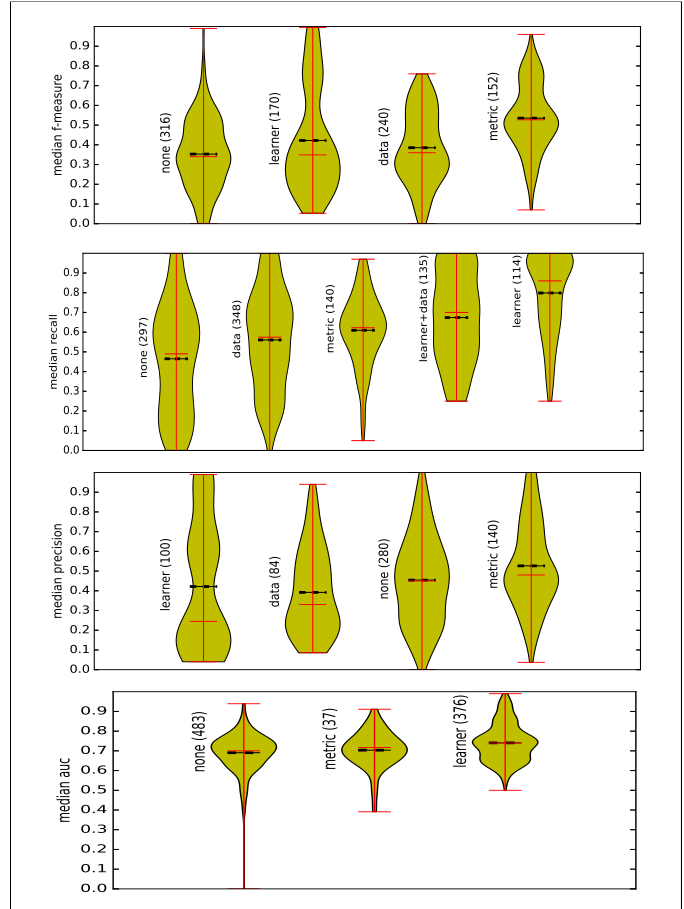 median f-measure
0.9
0.8
0.7
0.6
0.5
0.4
0.3
0.2
0.1
0.0
none (316)
learner (170)
data (240)
metric (152)
median recall
0.9
0.8
0.7
0.6
0.5
0.4
0.3
0.2
0.1
0.0
none (297)
data (348)
metric (140)
learner+data (135)
learner (114)
median precision
0.9
0.8
0.7
0.6
0.5
0.4
0.3
0.2
0.1
0.0
learner (100)
data (84)
none (280)
metric (140)
median auc
0.9
0.8
0.7
0.6
0.5
0.4
0.3
0.2
0.1
0.0
none (483)
metric (37)
learner (376)